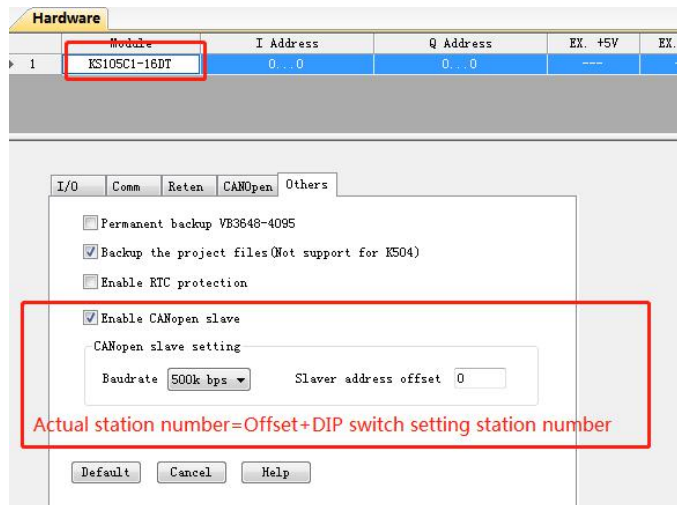 Hardware
Module I Address Q Address EX. +5V EX.
1 KS105C1-16DT 0...0 0...0 ---
I/O Comm Reten CANOpen Others
Permanent backup VB3648-4095
Backup the project files(Not support for K504)
Enable RTC protection
Enable CANopen slave
CANopen slave setting
Baudrate 500k bps Slaver address offset 0
Actual station number=Offset+DIP switch setting station number
Default Cancel Help